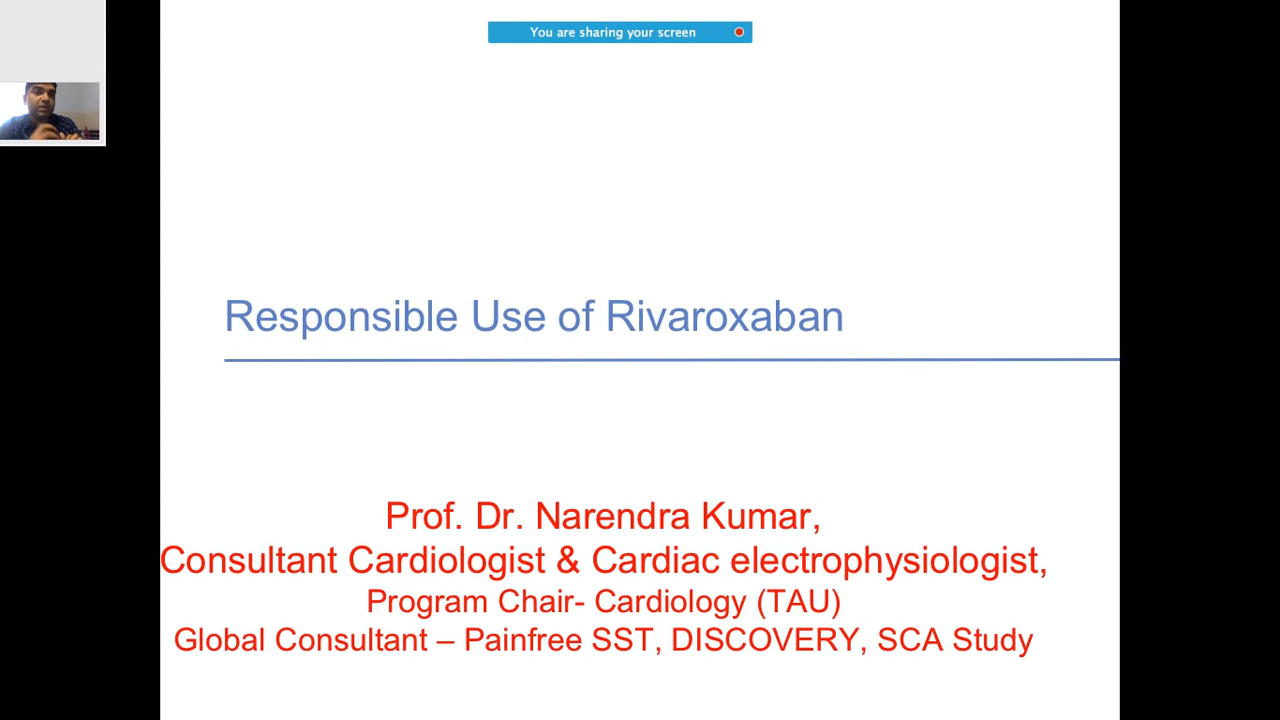 You are sharing your screen
Responsible Use of Rivaroxaban
Prof. Dr. Narendra Kumar,
Consultant Cardiologist & Cardiac electrophysiologist,
Program Chair- Cardiology (TAU)
Global Consultant – Painfree SST, DISCOVERY, SCA Study